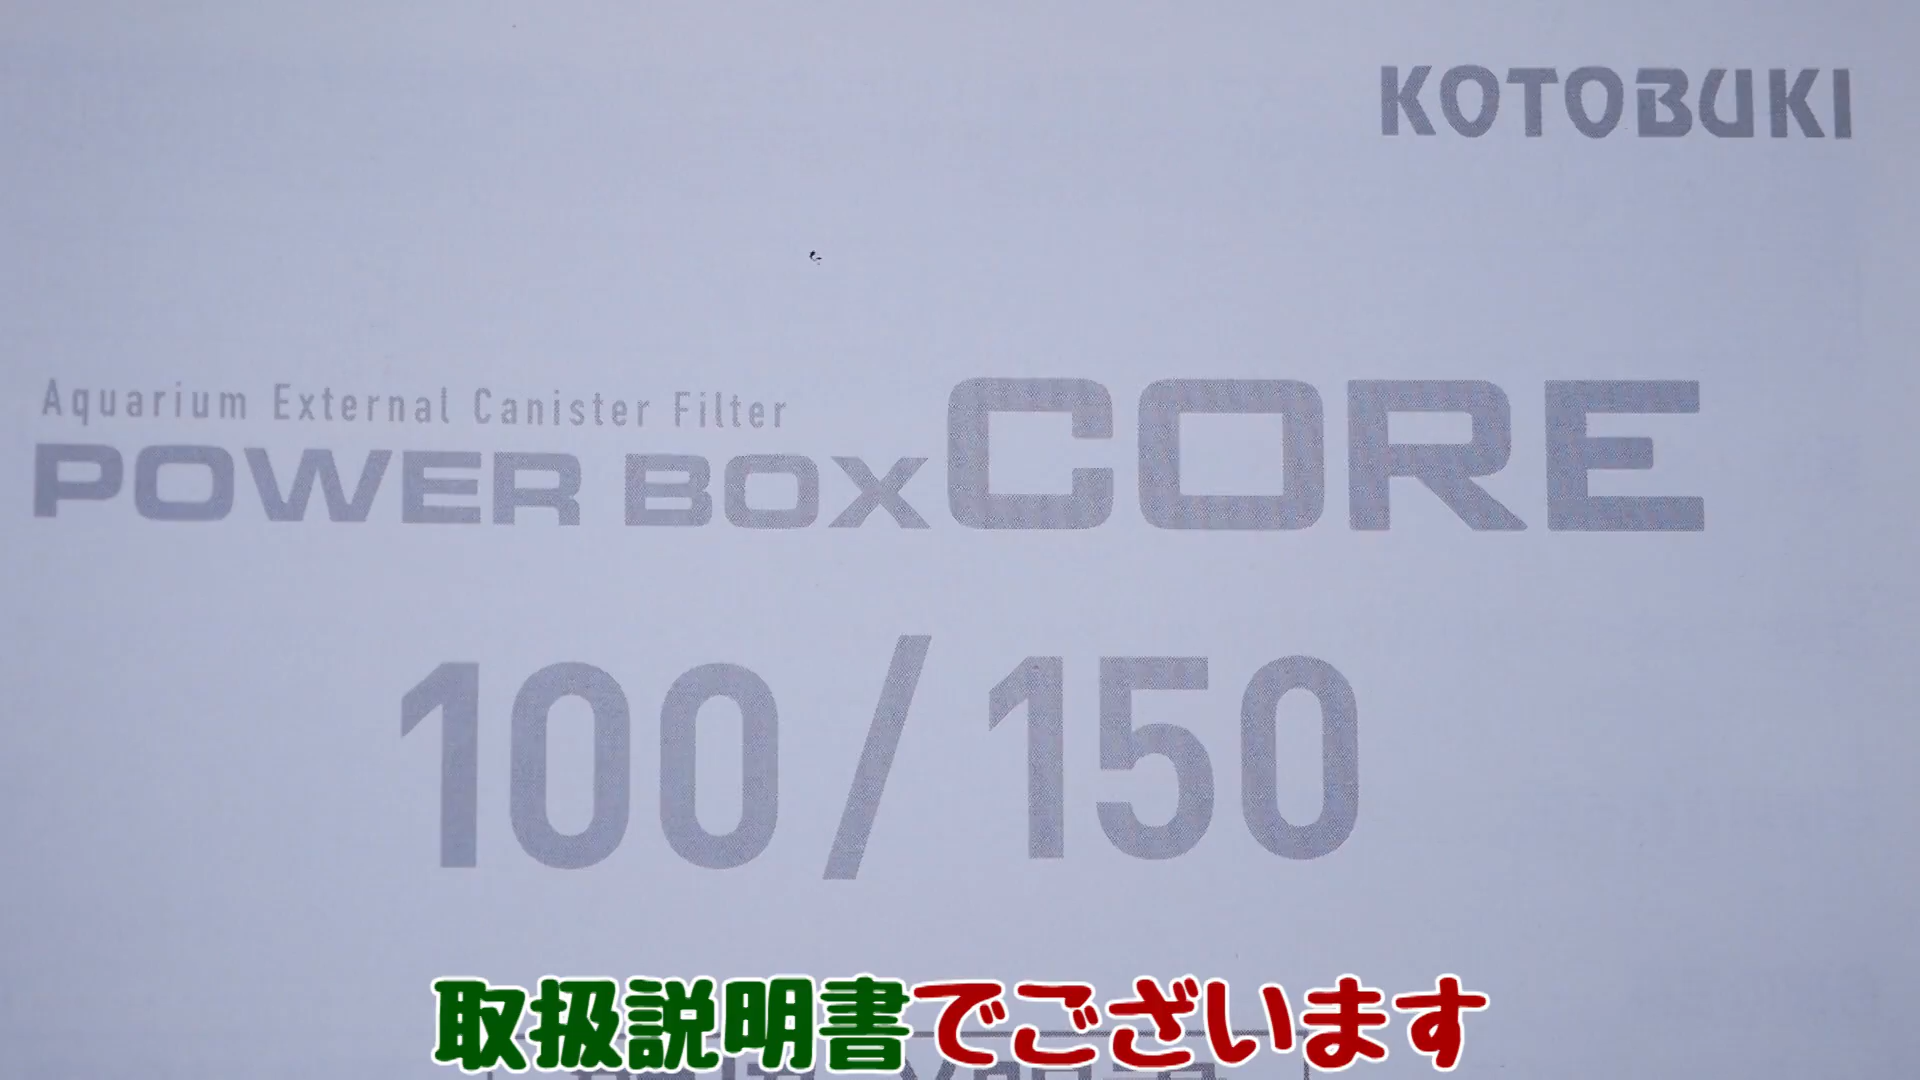 KOTOBUKI
Aquarium External Canister Filter
POWER BOX CORE
100/150
取扱説明書でございます